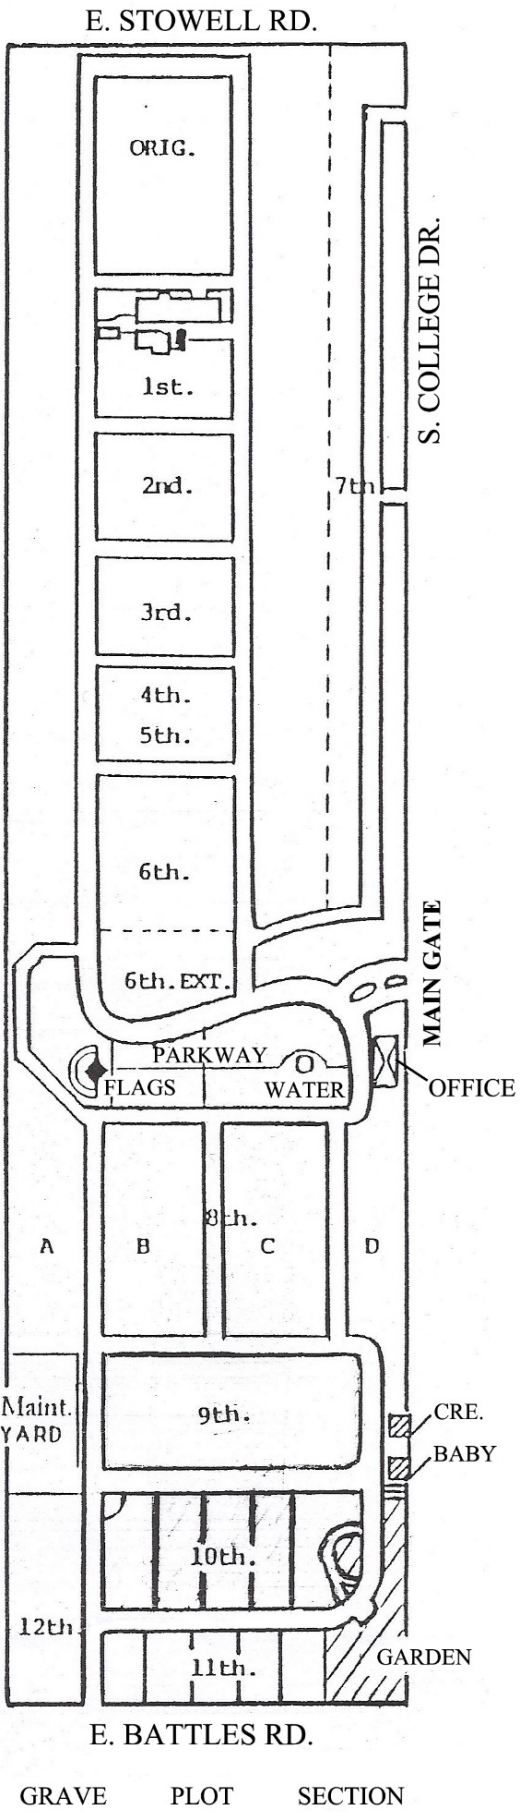 E. STOWELL RD.
ORIG.
S. COLLEGE DR.
1st.
2nd.
7th
3rd.
4th.
5th.
6th.
6th. EXT.
MAIN GATE
PARKWAY
FLAGS
WATER
OFFICE
8th.
A B C D
Maint.
YARD
9th.
CRE.
BABY
10th.
12th
11th.
GARDEN
E. BATTLES RD.
GRAVE PLOT SECTION